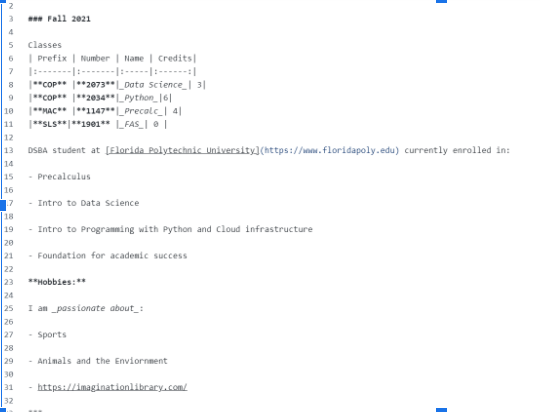 2
3 ### Fall 2021
4
5 Classes
6 | Prefix | Number | Name | Credits|
7 |:-------|:-------|:-----|:------:|
8 |**COP** |**2073**|_Data Science_| 3|
9 |**COP** |**2034**|_Python_|6|
10 |**MAC** |**1147**|_Precalc_| 4|
11 |**SLS**|**1901** |_FAS_| 0 |
12
13 DSBA student at [Florida Polytechnic University](https://www.floridapoly.edu) currently enrolled in:
14
15 - Precalculus
16
17 - Intro to Data Science
18
19 - Intro to Programming with Python and Cloud infrastructure
20
21 - Foundation for academic success
22
23 **Hobbies:**
24
25 I am _passionate about_:
26
27 - Sports
28
29 - Animals and the Enviornment
30
31 - https://imaginationlibrary.com/
32